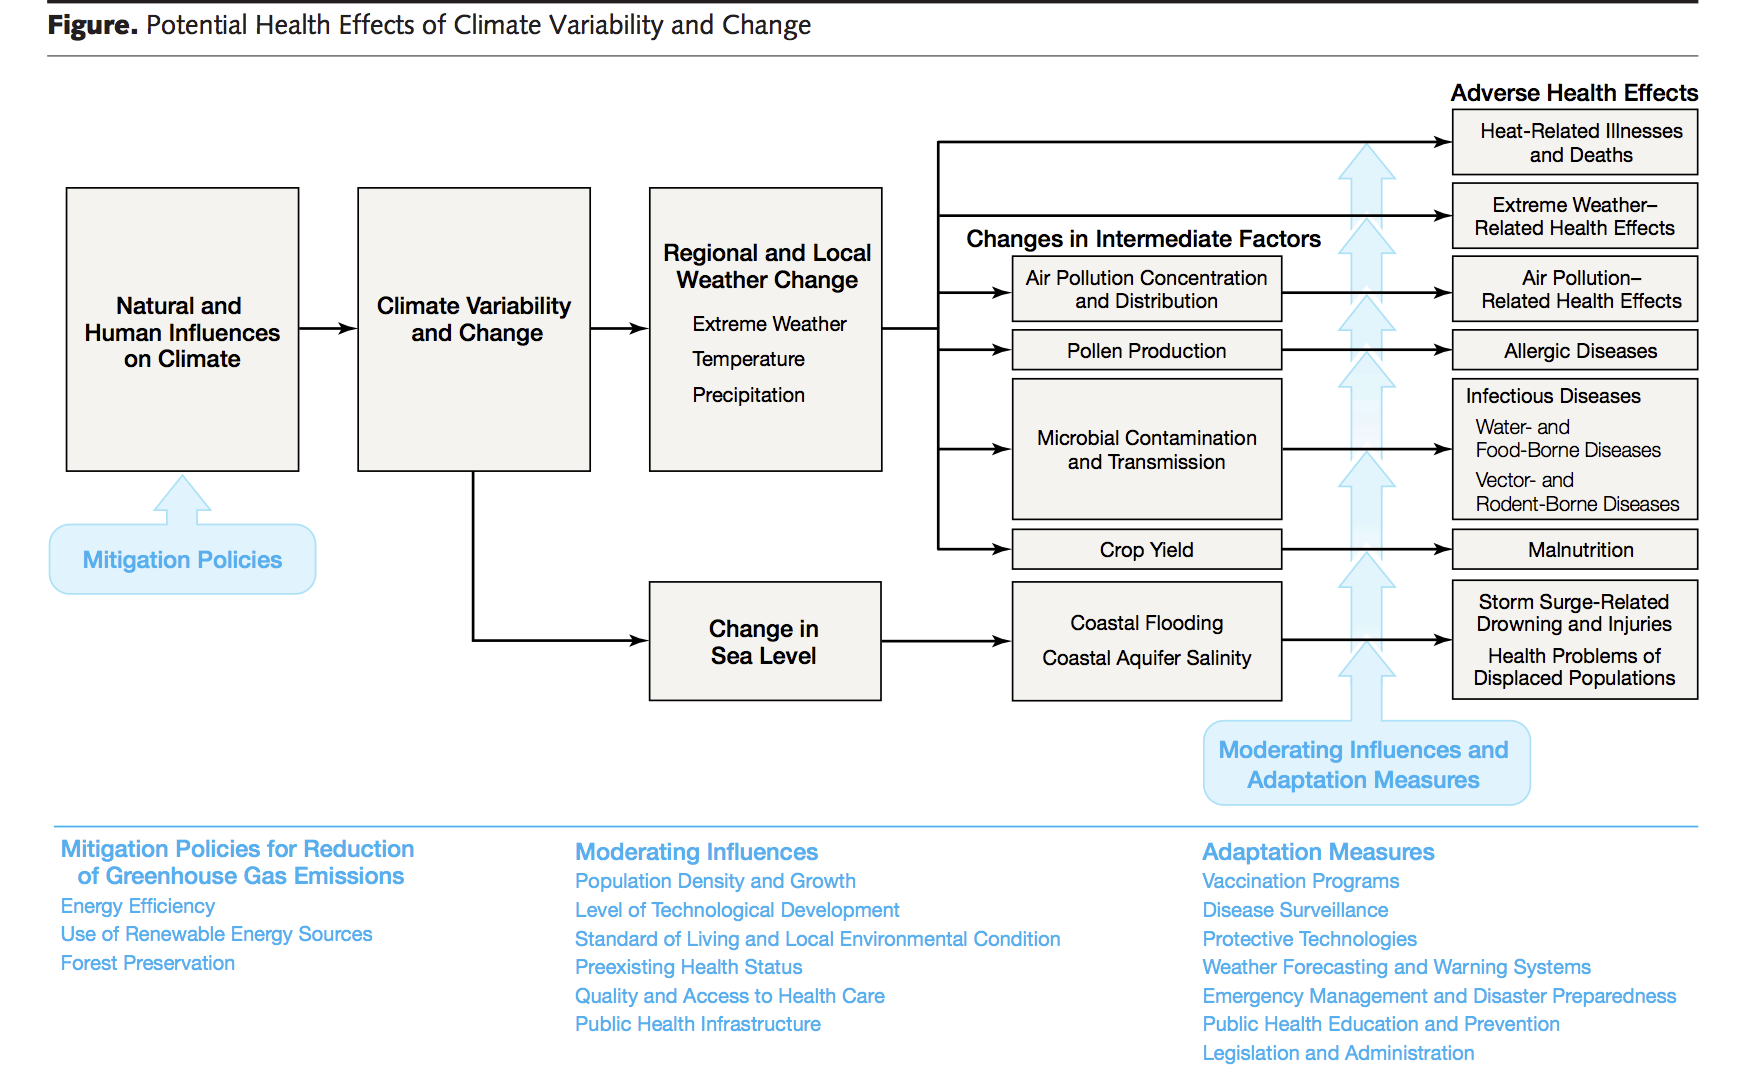 Figure. Potential Health Effects of Climate Variability and Change
Adverse Health Effects
Heat-Related Illnesses
and Deaths
Extreme Weather–
Related Health Effects
Changes in Intermediate Factors
Natural and
Human Influences
on Climate
Climate Variability
and Change
Regional and Local
Weather Change
Extreme Weather
Temperature
Precipitation
Air Pollution Concentration
and Distribution
Air Pollution–
Related Health Effects
Pollen Production
Allergic Diseases
Microbial Contamination
and Transmission
Infectious Diseases
Water- and
Food-Borne Diseases
Vector- and
Rodent-Borne Diseases
Crop Yield
Malnutrition
Mitigation Policies
Change in
Sea Level
Coastal Flooding
Coastal Aquifer Salinity
Storm Surge-Related
Drowning and Injuries
Health Problems of
Displaced Populations
Moderating Influences and
Adaptation Measures
Mitigation Policies for Reduction
of Greenhouse Gas Emissions
Energy Efficiency
Use of Renewable Energy Sources
Forest Preservation
Moderating Influences
Population Density and Growth
Level of Technological Development
Standard of Living and Local Environmental Condition
Preexisting Health Status
Quality and Access to Health Care
Public Health Infrastructure
Adaptation Measures
Vaccination Programs
Disease Surveillance
Protective Technologies
Weather Forecasting and Warning Systems
Emergency Management and Disaster Preparedness
Public Health Education and Prevention
Legislation and Administration